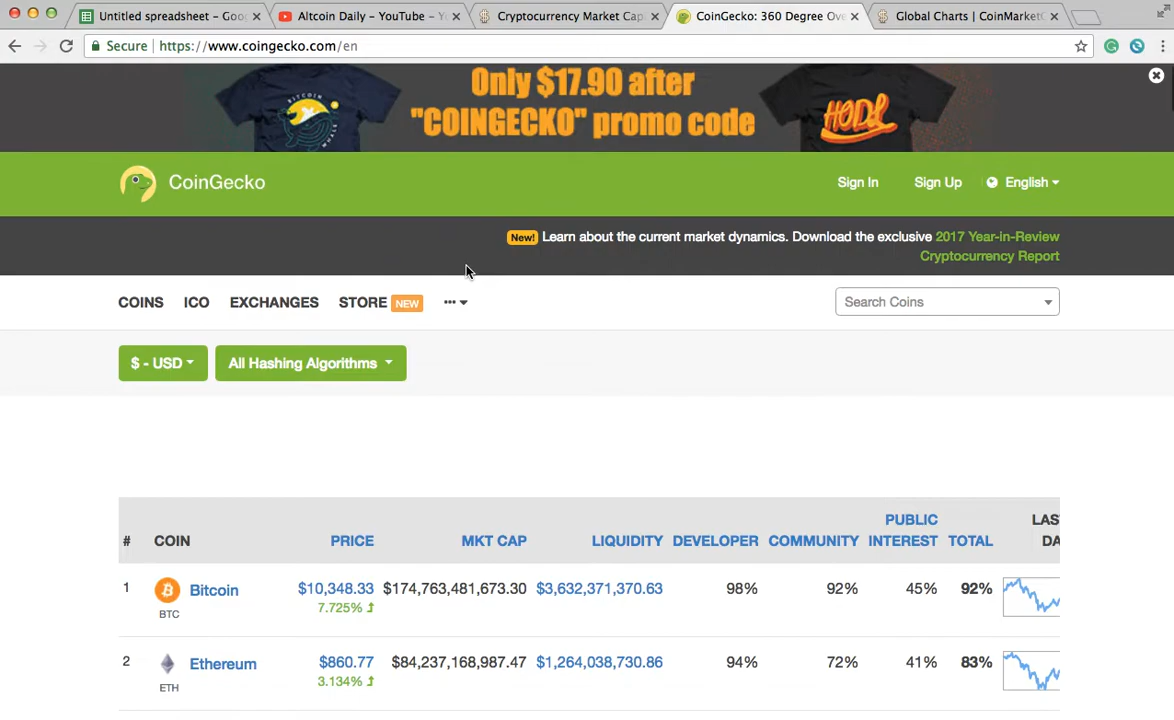 Untitled spreadsheet – Goo
Altcoin Daily – YouTube – Yo
Cryptocurrency Market Cap
CoinGecko: 360 Degree Ov
Global Charts | CoinMarketC
Secure https://www.coingecko.com/en
Only $17.90 after
"COINGECKO" promo code
BITCOIN
WHALE
HODL
CoinGecko
Sign In
Sign Up
English
New! Learn about the current market dynamics. Download the exclusive 2017 Year-in-Review
Cryptocurrency Report
COINS ICO EXCHANGES STORE NEW
Search Coins
$ - USD
All Hashing Algorithms
# COIN PRICE MKT CAP LIQUIDITY DEVELOPER COMMUNITY PUBLIC INTEREST TOTAL LAS DA
1 Bitcoin $10,348.33 $174,763,481,673.30 $3,632,371,370.63 98% 92% 45% 92%
BTC 7.725%
2 Ethereum $860.77 $84,237,168,987.47 $1,264,038,730.86 94% 72% 41% 83%
ETH 3.134%